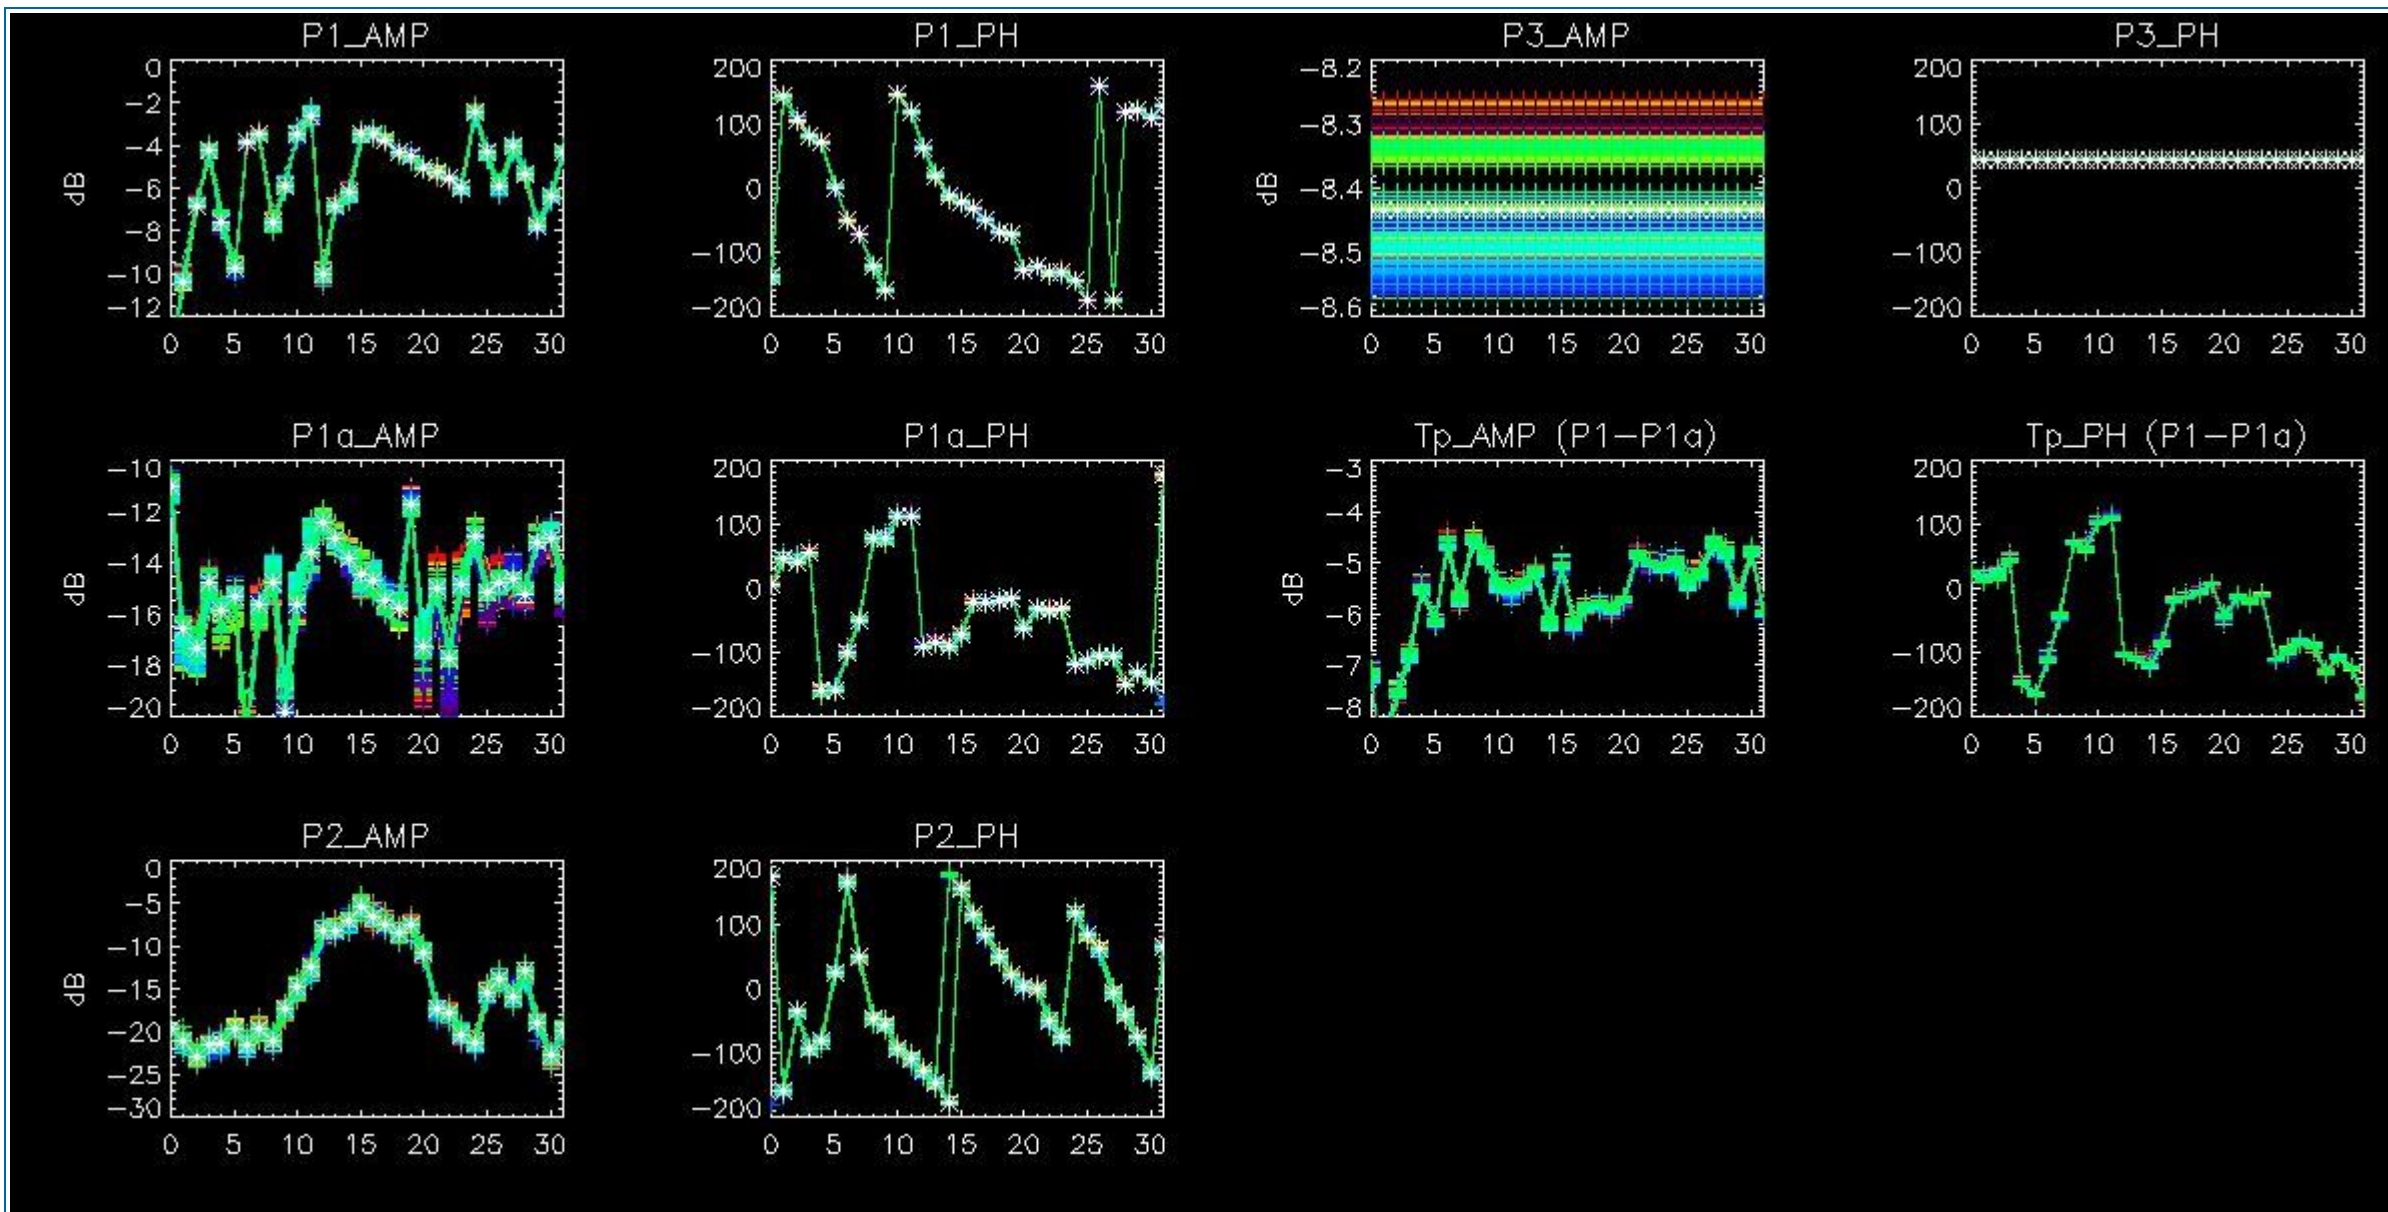 P1_AMP
P1_PH
P3_AMP
P3_PH
0
−2
−4
−6
−8
−10
−12
dB
0 5 10 15 20 25 30
200
100
0
−100
−200
0 5 10 15 20 25 30
−8.2
−8.3
−8.4
−8.5
−8.6
dB
0 5 10 15 20 25 30
200
100
0
−100
−200
0 5 10 15 20 25 30
P1a_AMP
P1a_PH
Tp_AMP (P1−P1a)
Tp_PH (P1−P1a)
−10
−12
−14
−16
−18
−20
dB
0 5 10 15 20 25 30
200
100
0
−100
−200
0 5 10 15 20 25 30
−3
−4
−5
−6
−7
−8
dB
0 5 10 15 20 25 30
200
100
0
−100
−200
0 5 10 15 20 25 30
P2_AMP
P2_PH
0
−5
−10
−15
−20
−25
−30
dB
0 5 10 15 20 25 30
200
100
0
−100
−200
0 5 10 15 20 25 30